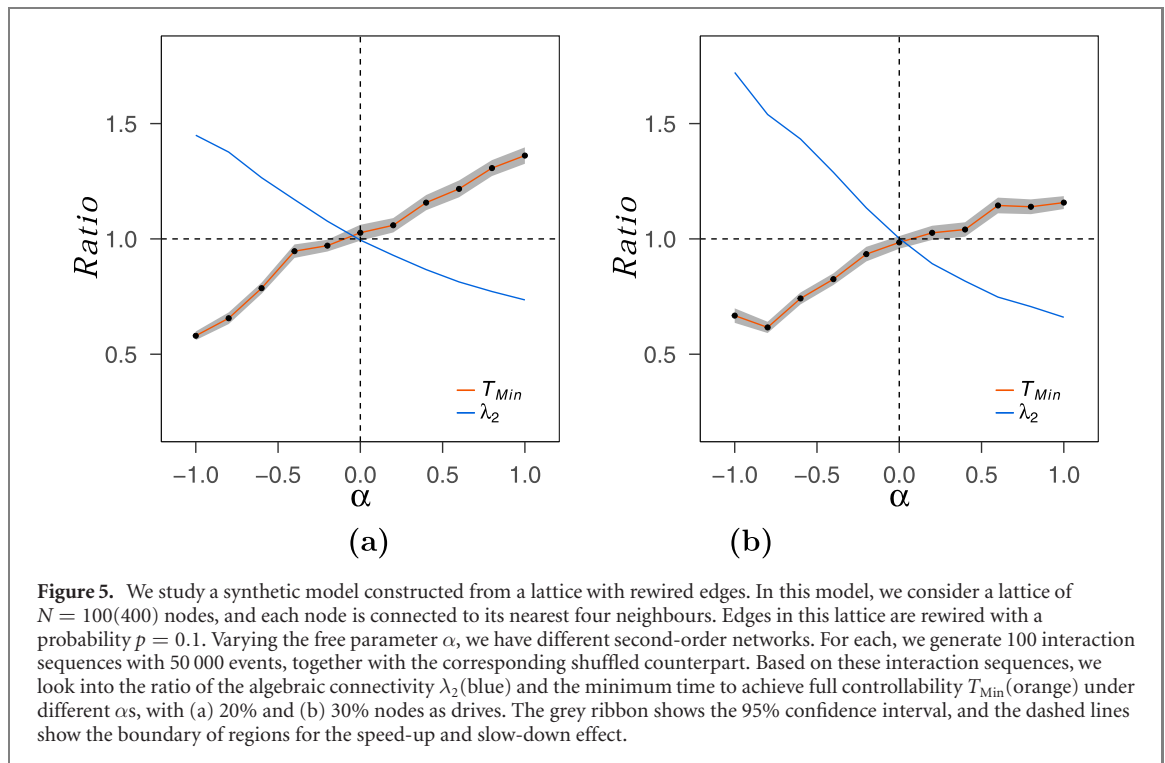 1.5
1.0
0.5
Ratio
T_Min
λ₂
−1.0 −0.5 0.0 0.5 1.0
α
(a)
1.5
1.0
0.5
Ratio
T_Min
λ₂
−1.0 −0.5 0.0 0.5 1.0
α
(b)
Figure 5. We study a synthetic model constructed from a lattice with rewired edges. In this model, we consider a lattice of
N = 100(400) nodes, and each node is connected to its nearest four neighbours. Edges in this lattice are rewired with a
probability p = 0.1. Varying the free parameter α, we have different second-order networks. For each, we generate 100 interaction
sequences with 50 000 events, together with the corresponding shuffled counterpart. Based on these interaction sequences, we
look into the ratio of the algebraic connectivity λ₂(blue) and the minimum time to achieve full controllability T_Min(orange) under
different αs, with (a) 20% and (b) 30% nodes as drives. The grey ribbon shows the 95% confidence interval, and the dashed lines
show the boundary of regions for the speed-up and slow-down effect.